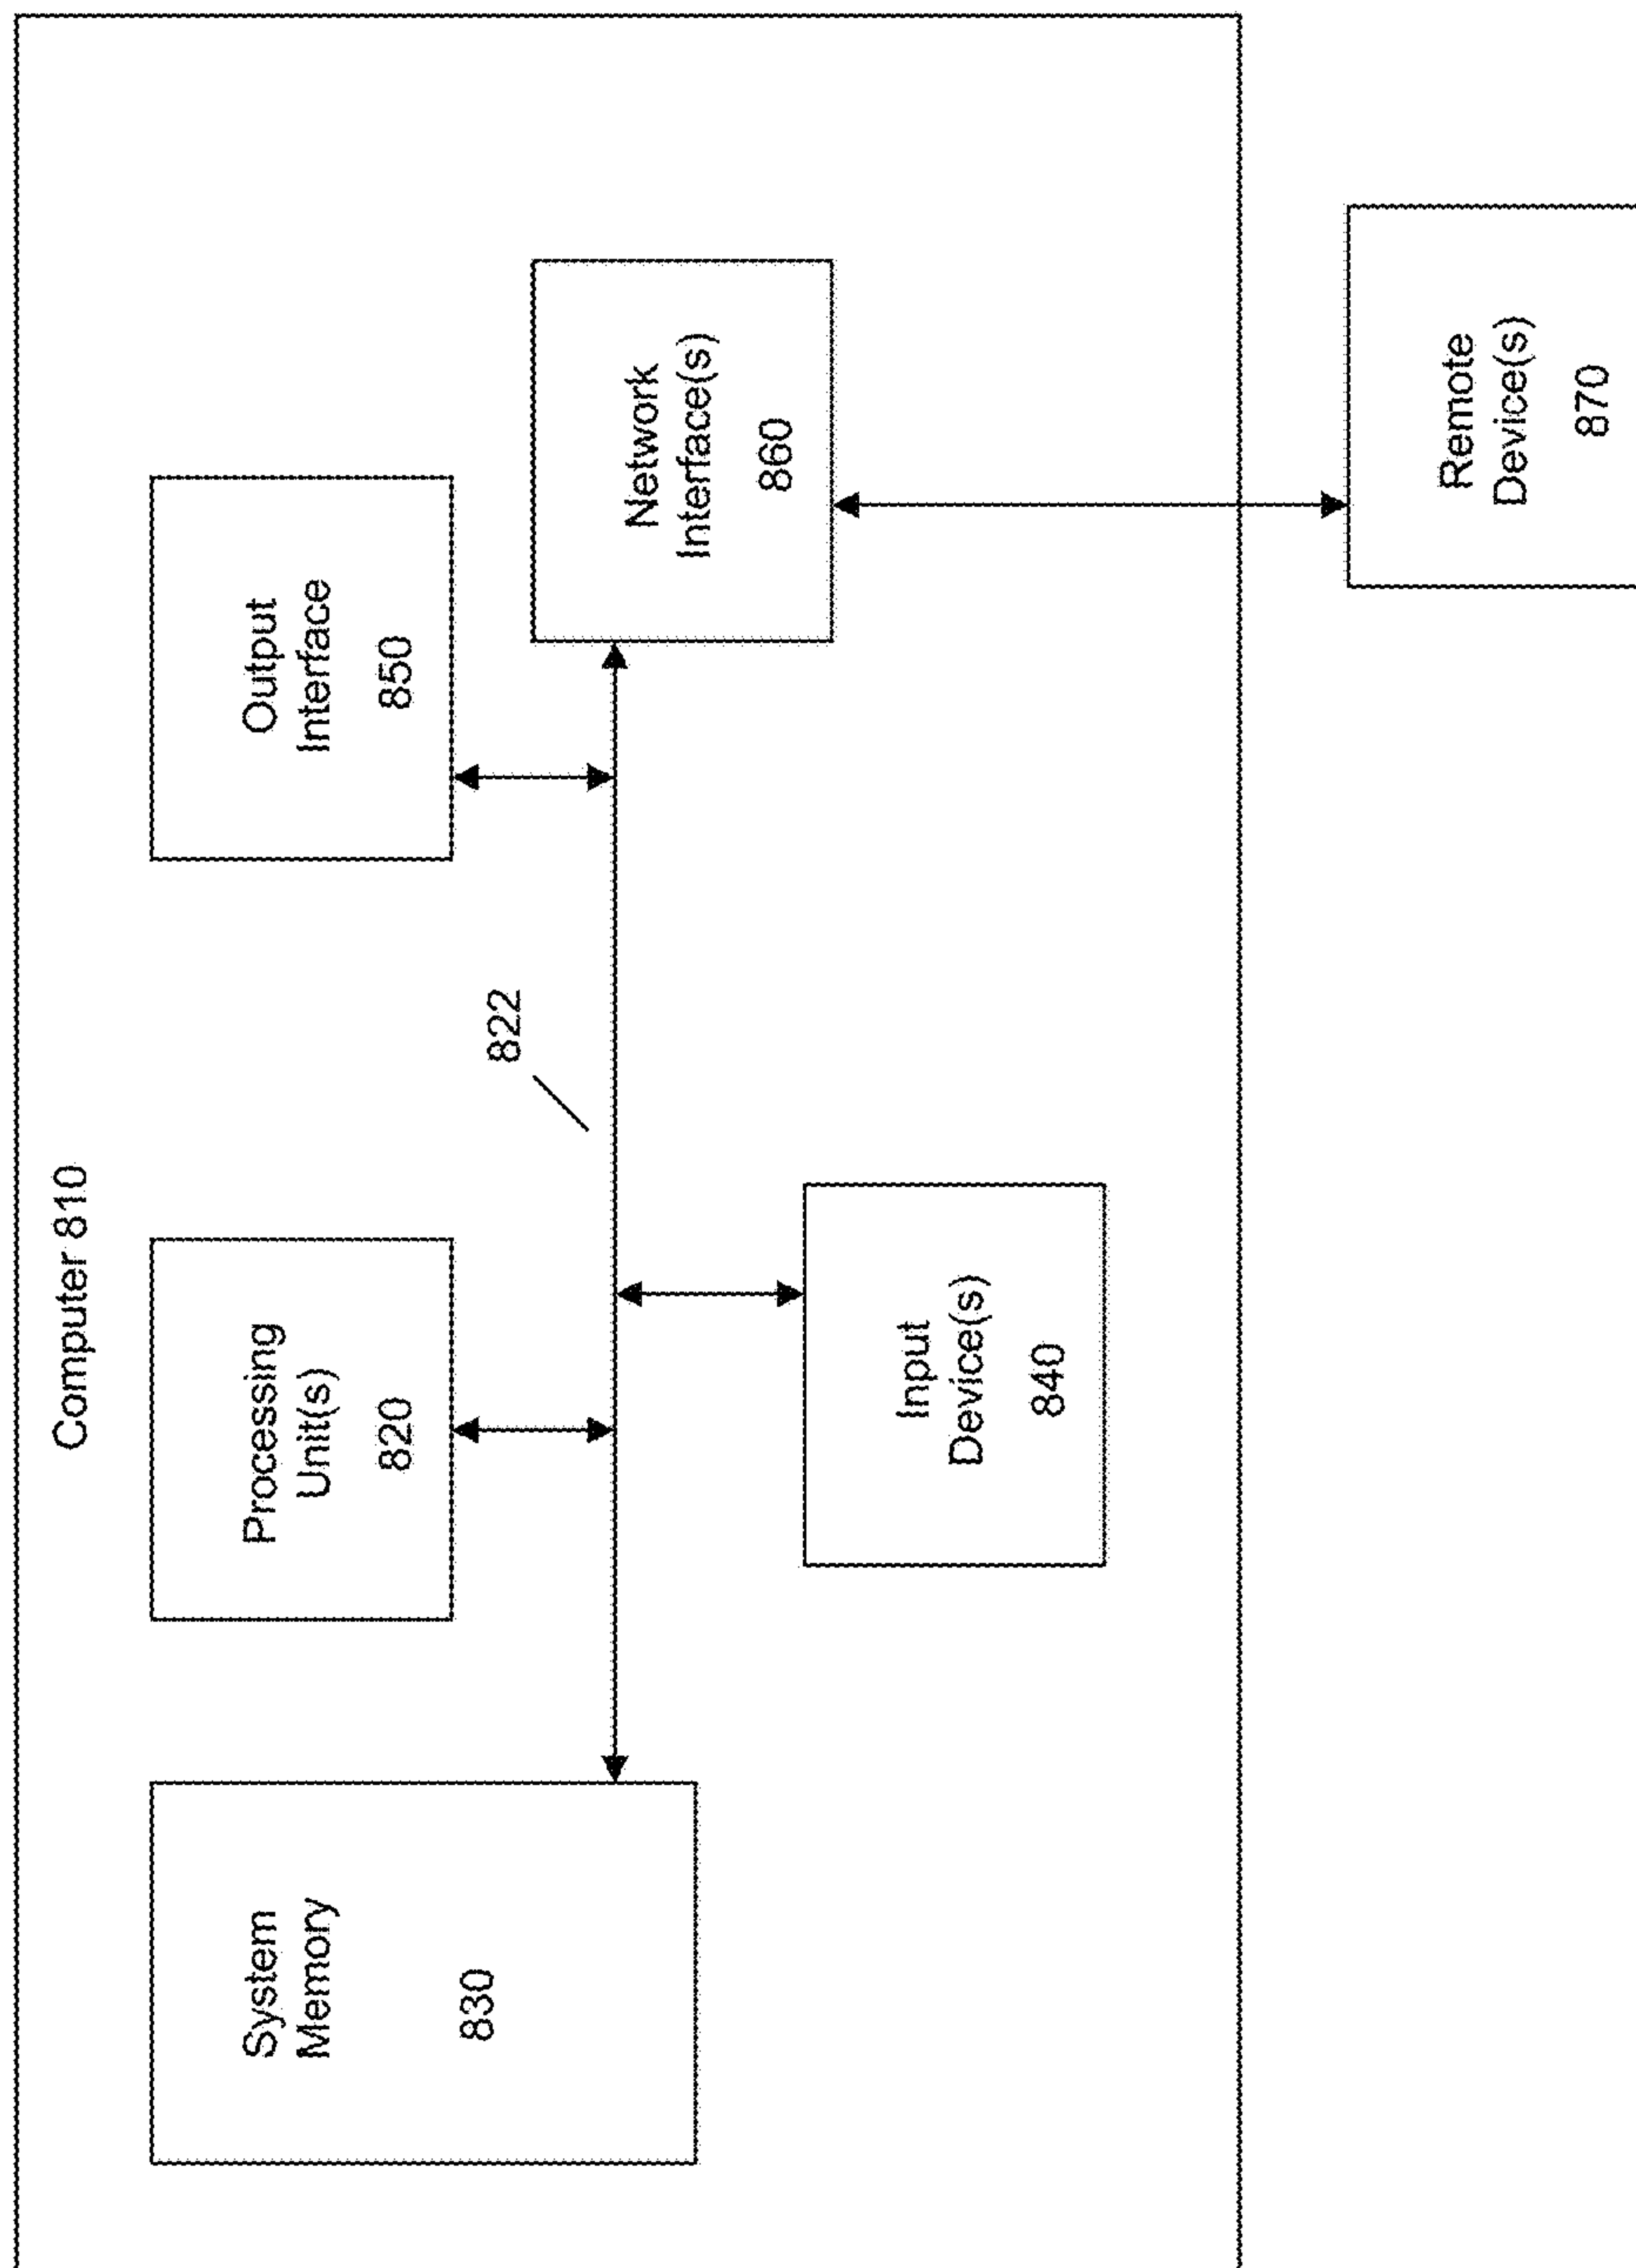 Computer 810
System
Memory
830
Processing
Unit(s)
820
Output
Interface
850
822
Network
Interface(s)
860
Input
Device(s)
840
Remote
Device(s)
870